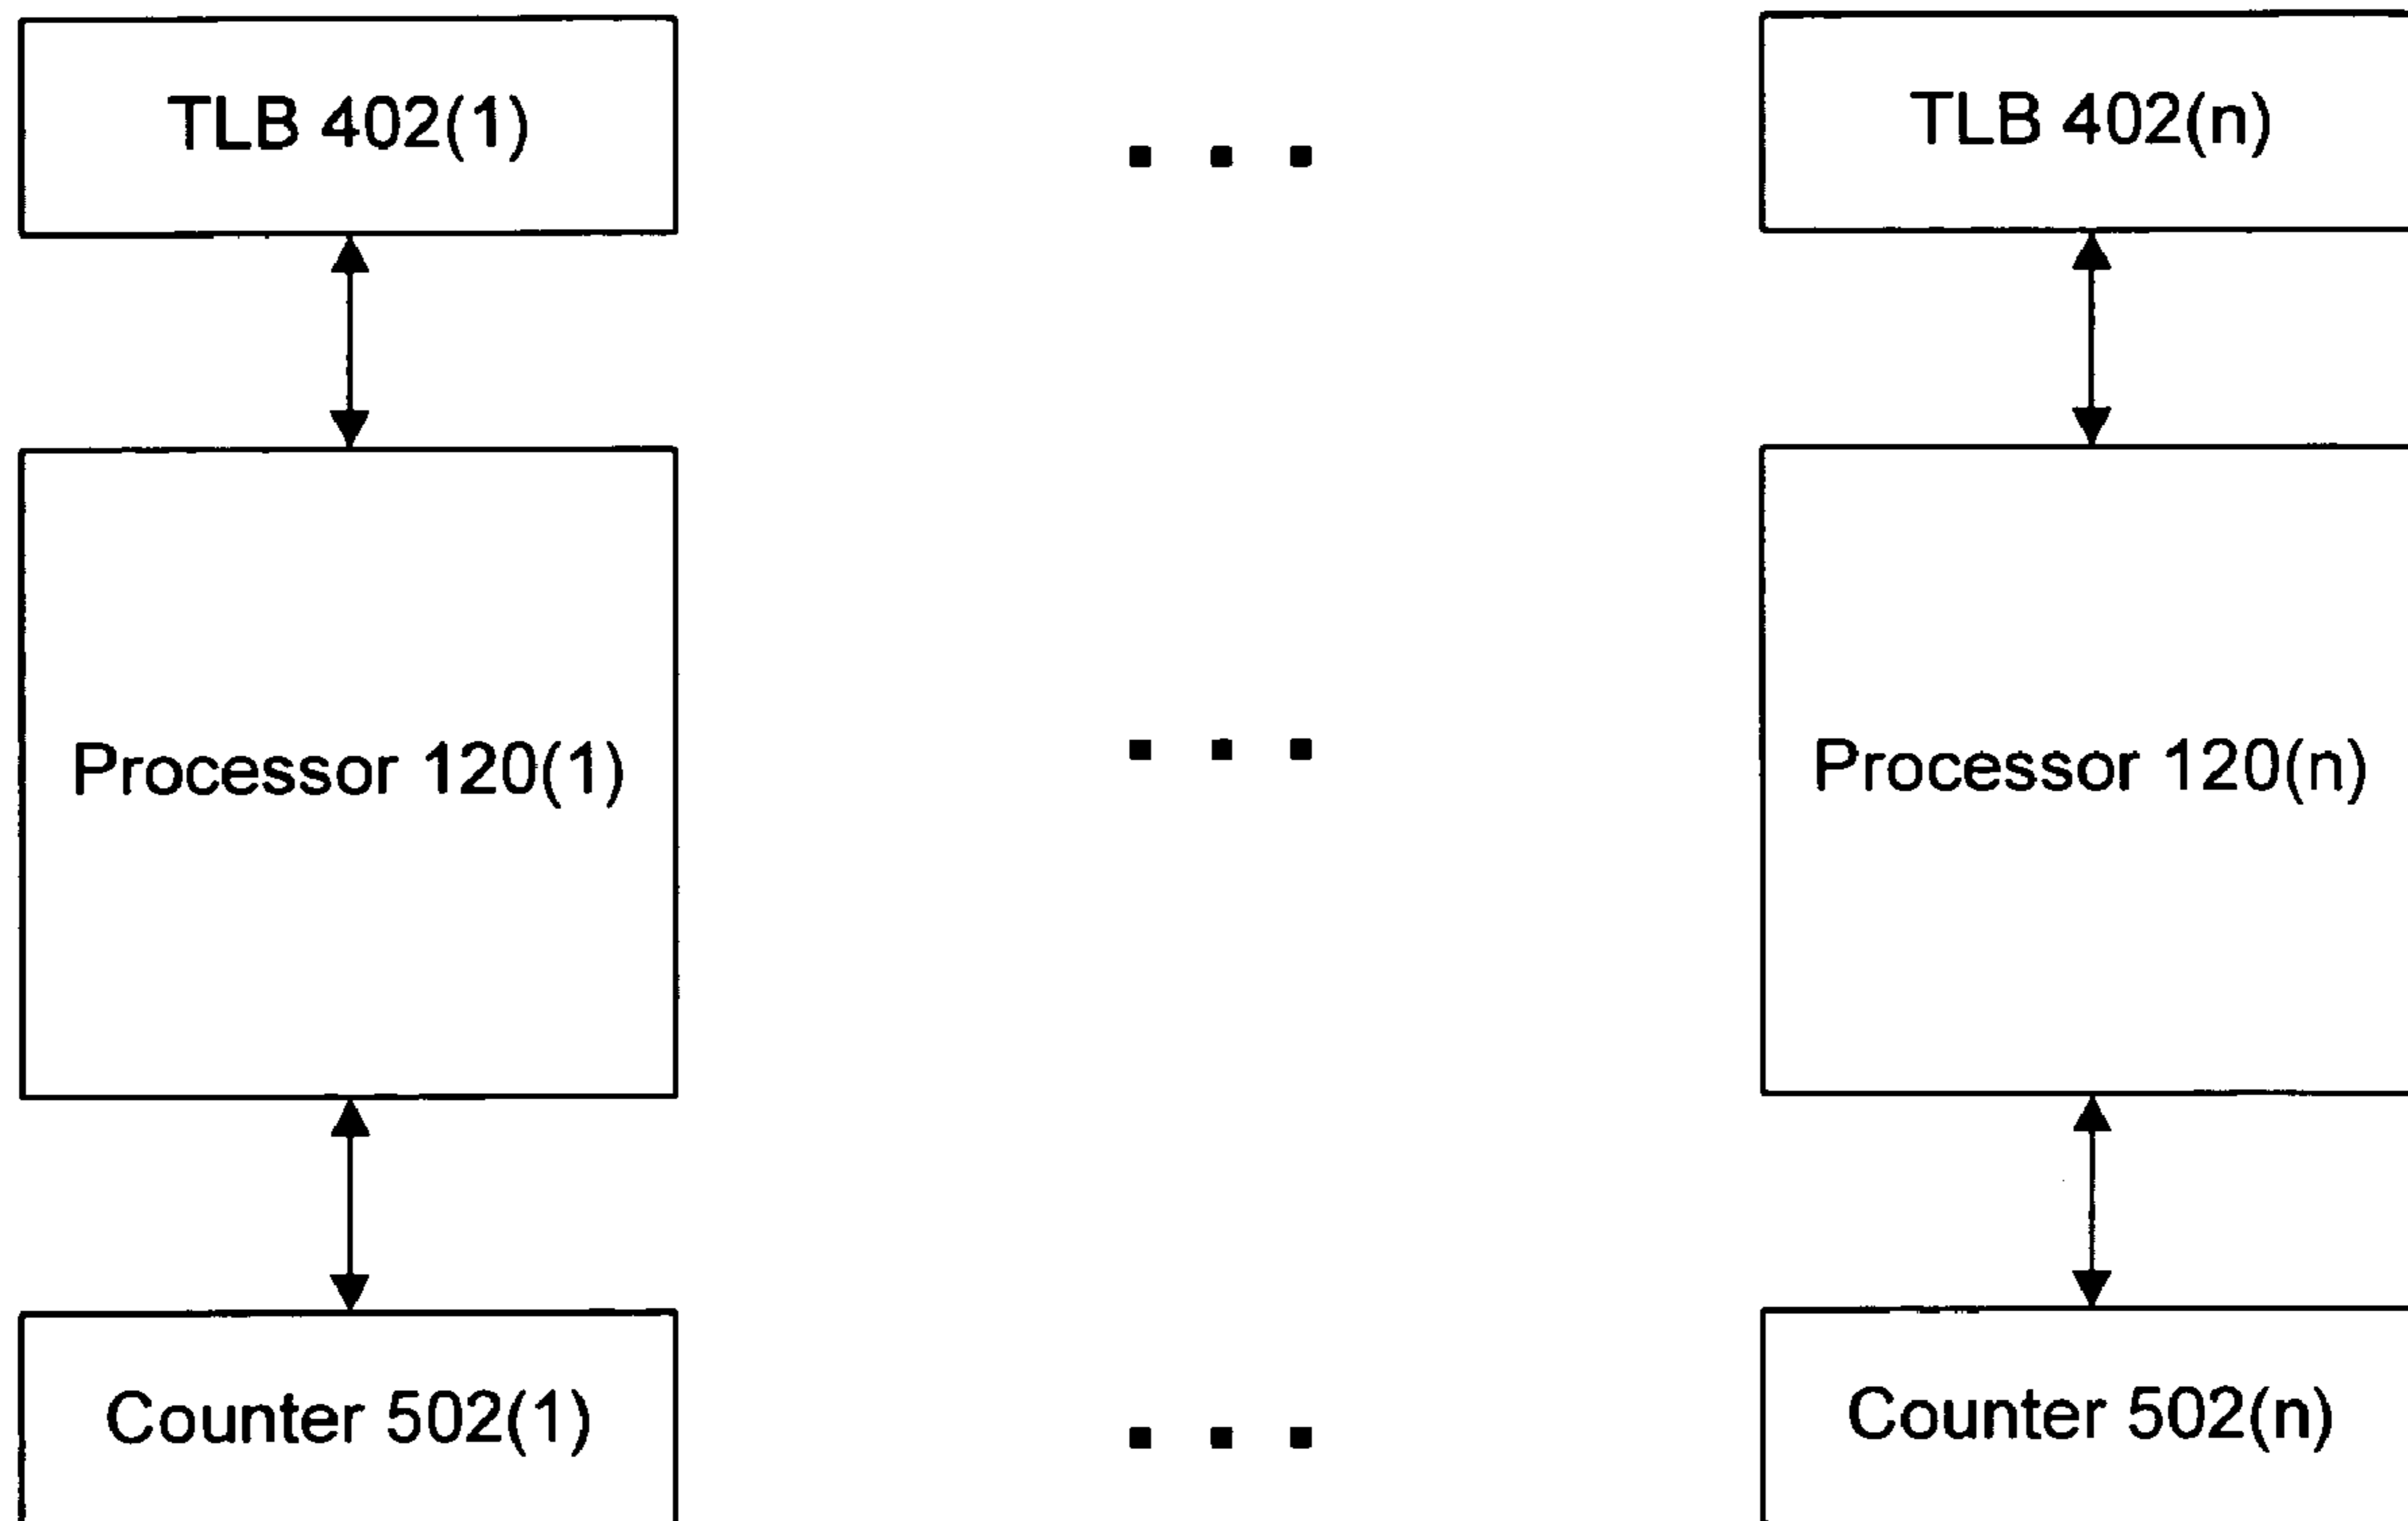 TLB 402(1)
TLB 402(n)
Processor 120(1)
Processor 120(n)
Counter 502(1)
Counter 502(n)